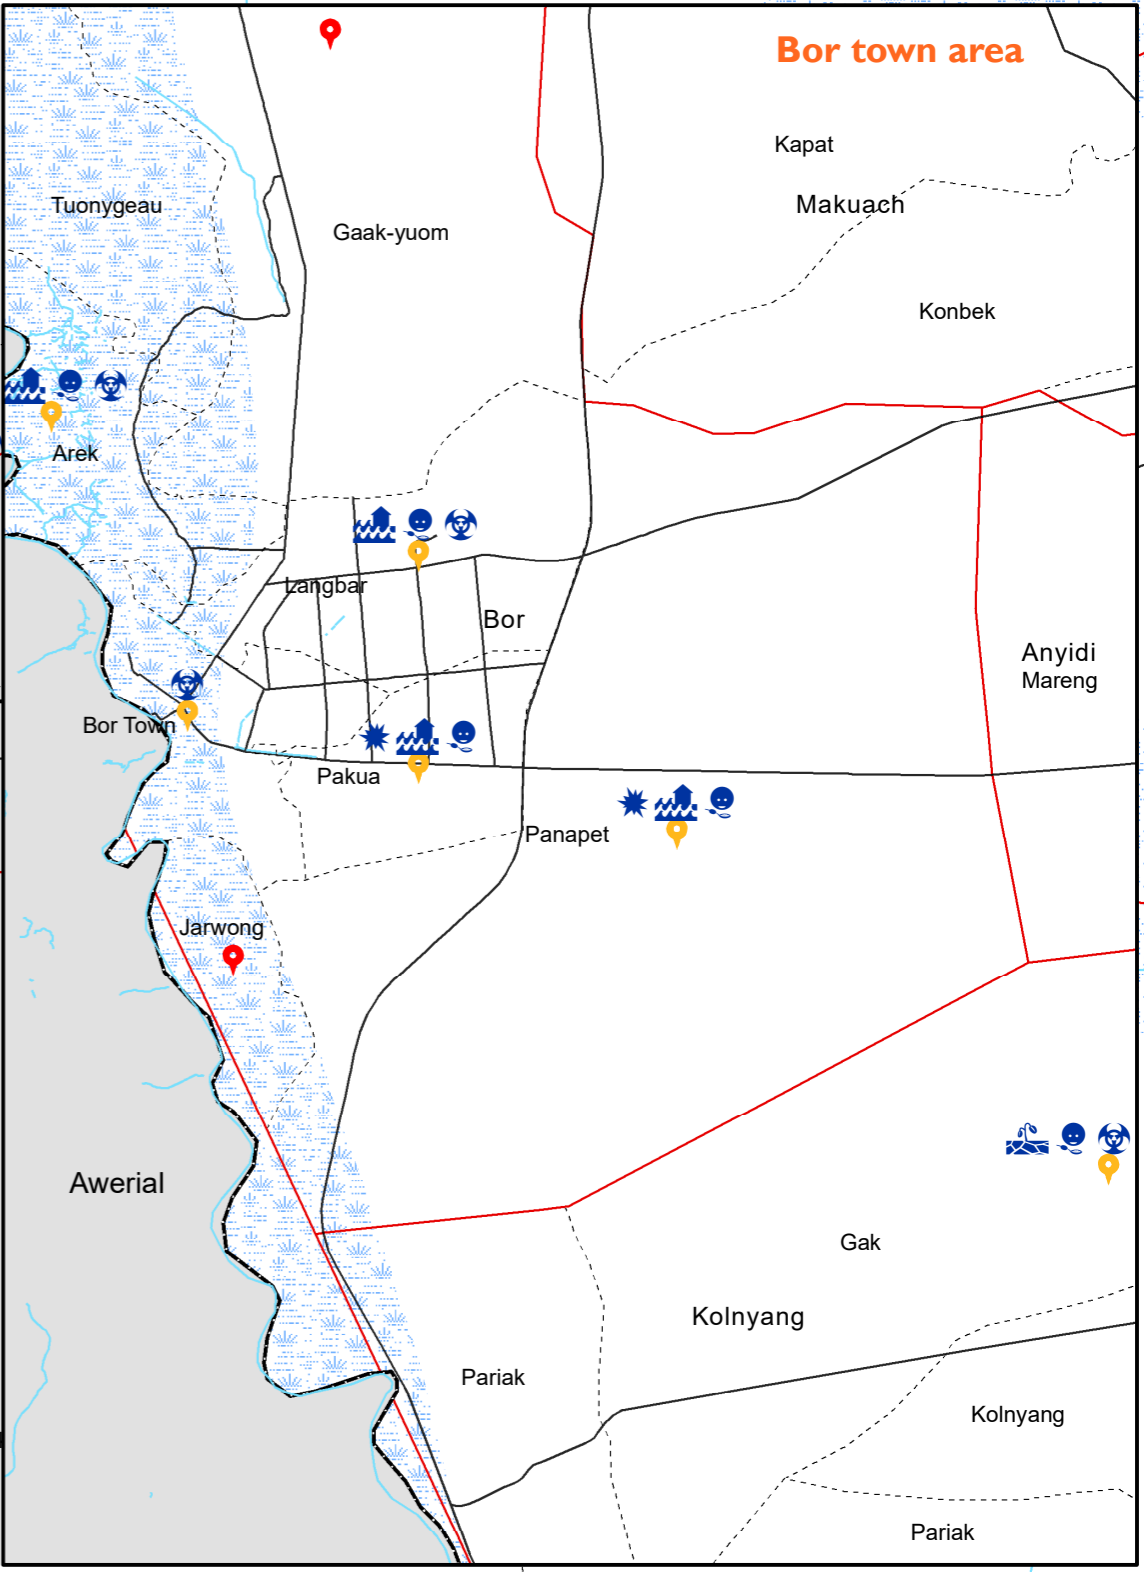 Bor town area
Kapat
Makuach
Tuonygeau
Gaak-yuom
Konbek
Arek
Langbar
Bor
Anyidi
Mareng
Bor Town
Pakua
Panapet
Jarwong
Awerial
Gak
Kolnyang
Pariak
Kolnyang
Pariak